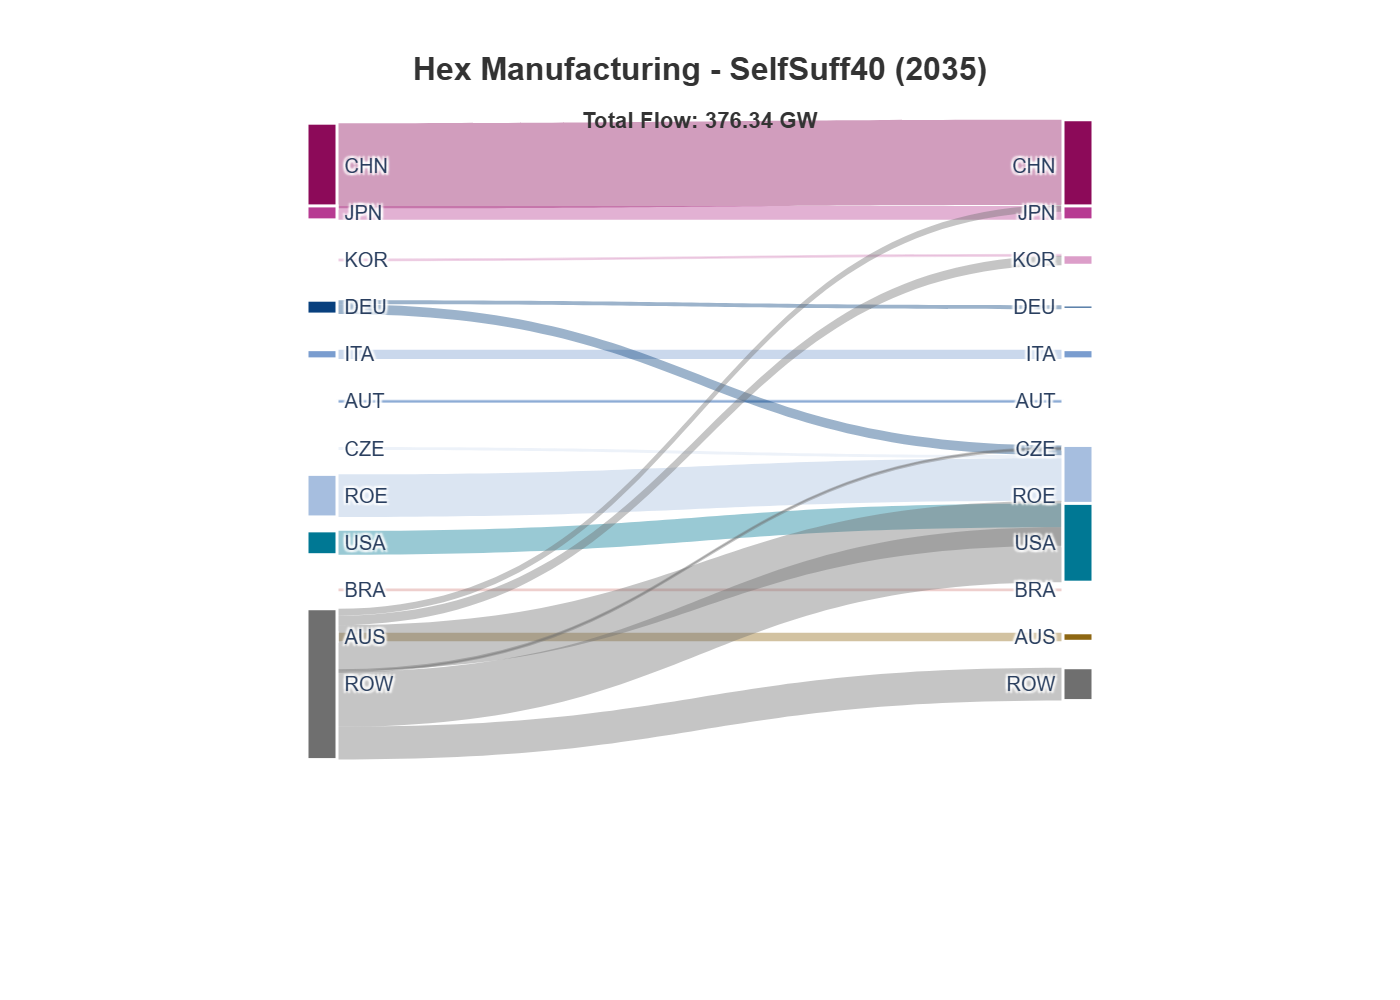 Hex Manufacturing - SelfSuff40 (2035)
Total Flow: 376.34 GW
CHN CHN
JPN JPN
KOR KOR
DEU DEU
ITA ITA
AUT AUT
CZE CZE
ROE ROE
USA USA
BRA BRA
AUS AUS
ROW ROW